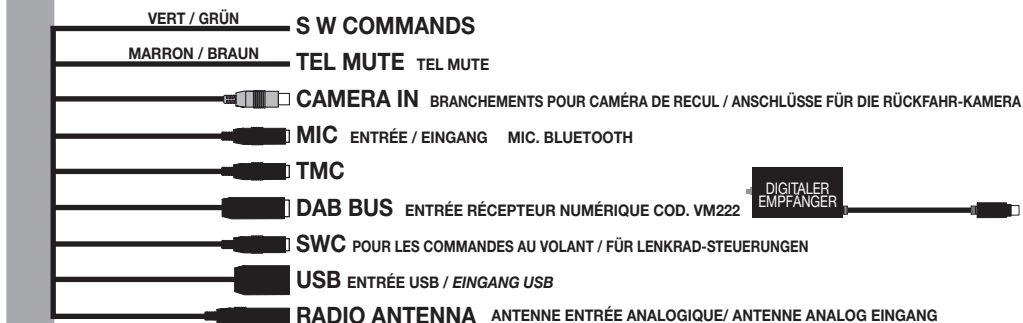 VERT / GRÜN S W COMMANDS
MARRON / BRAUN TEL MUTE TEL MUTE
CAMERA IN BRANCHEMENTS POUR CAMÉRA DE RECUL / ANSCHLÜSSE FÜR DIE RÜCKFAHR-KAMERA
MIC ENTRÉE / EINGANG MIC. BLUETOOTH
TMC
DAB BUS ENTRÉE RÉCEPTEUR NUMÉRIQUE COD. VM222
DIGITALER
EMPFÄNGER
SWC POUR LES COMMANDES AU VOLANT / FÜR LENKRAD-STEUERUNGEN
USB ENTRÉE USB / EINGANG USB
RADIO ANTENNA ANTENNE ENTRÉE ANALOGIQUE/ ANTENNE ANALOG EINGANG